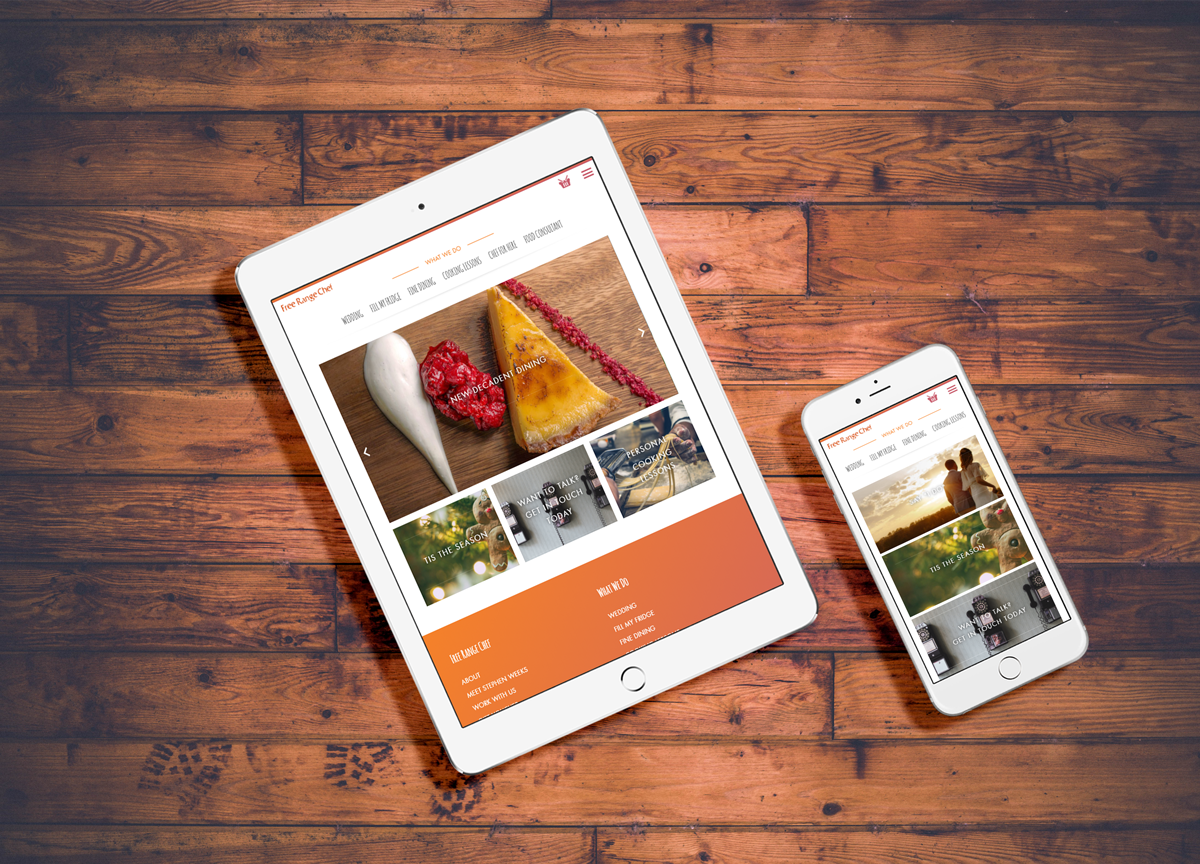 Free Range Chef
WHAT WE DO
WEDDING FILL MY FRIDGE FINE DINING COOKING LESSONS CHEF FOR HIRE FOOD CONSULTANT
NEW DECADENT DINING
TIS THE SEASON
WANT TO TALK?
GET IN TOUCH
TODAY
PERSONAL
COOKING
LESSONS
Free Range Chef
ABOUT
MEET STEPHEN WEEKS
WORK WITH US
What We Do
WEDDING
FILL MY FRIDGE
FINE DINING
Free Range Chef
WHAT WE DO
WEDDING FILL MY FRIDGE FINE DINING COOKING LESSONS
TIS THE SEASON
WANT TO TALK?
GET IN TOUCH TODAY